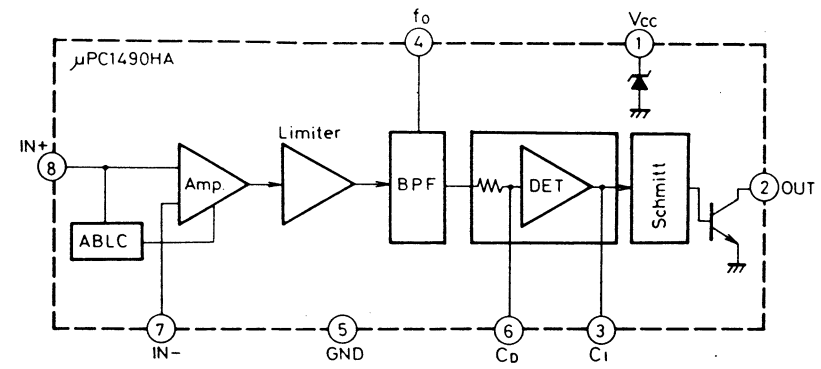 fo
4
Vcc
1
μPC1490HA
IN+
8
Limiter
Amp.
BPF
DET
Schmitt
2
OUT
ABLC
7
IN-
5
GND
6
CD
3
CI